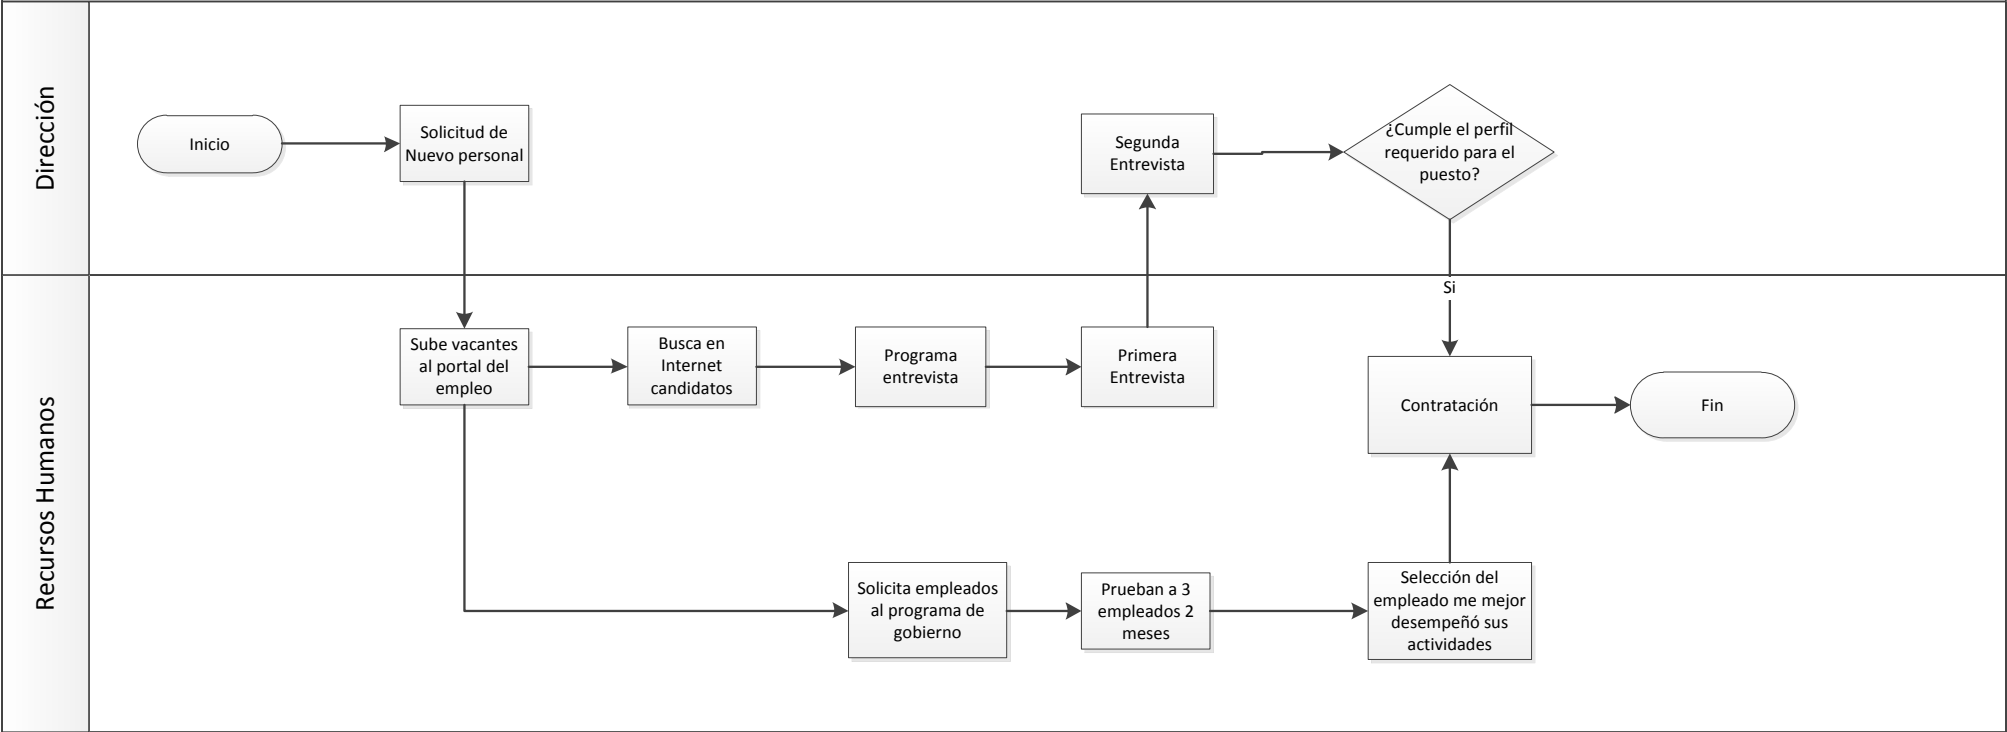 Dirección
Inicio
Solicitud de
Nuevo personal
Segunda
Entrevista
¿Cumple el perfil
requerido para el
puesto?
Recursos Humanos
Si
Sube vacantes
al portal del
empleo
Busca en
Internet
candidatos
Programa
entrevista
Primera
Entrevista
Contratación
Fin
Solicita empleados
al programa de
gobierno
Prueban a 3
empleados 2
meses
Selección del
empleado me mejor
desempeñó sus
actividades